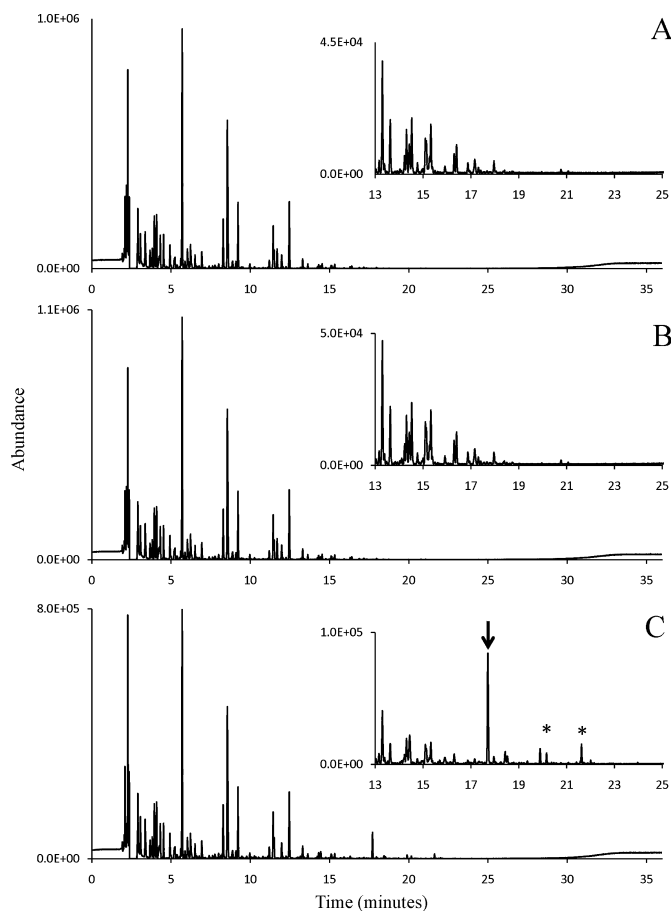 1.0E+06
A
4.5E+04
0.0E+00
13 15 17 19 21 23 25
0.0E+00
0 5 10 15 20 25 30 35
1.1E+06
B
5.0E+04
0.0E+00
13 15 17 19 21 23 25
Abundance
0.0E+00
0 5 10 15 20 25 30 35
8.0E+05
C
1.0E+05
* *
0.0E+00
13 15 17 19 21 23 25
0.0E+00
0 5 10 15 20 25 30 35
Time (minutes)